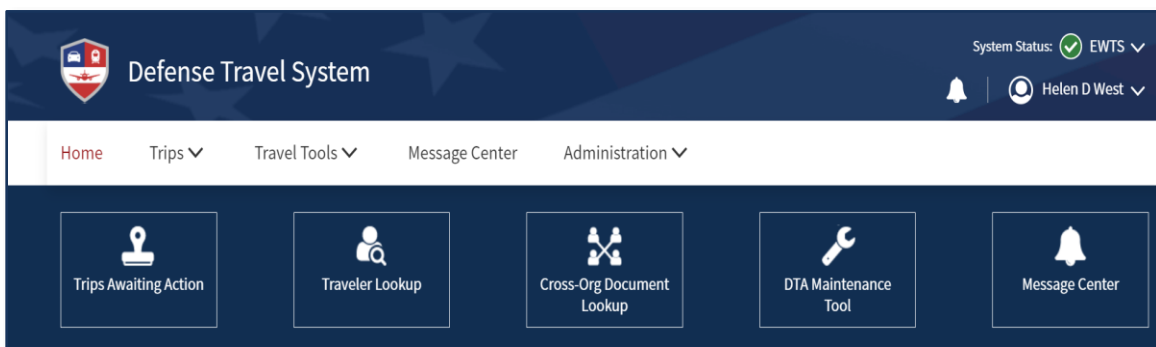 System Status: EWTS
Defense Travel System
Helen D West
Home Trips Travel Tools Message Center Administration
Trips Awaiting Action
Traveler Lookup
Cross-Org Document
Lookup
DTA Maintenance
Tool
Message Center